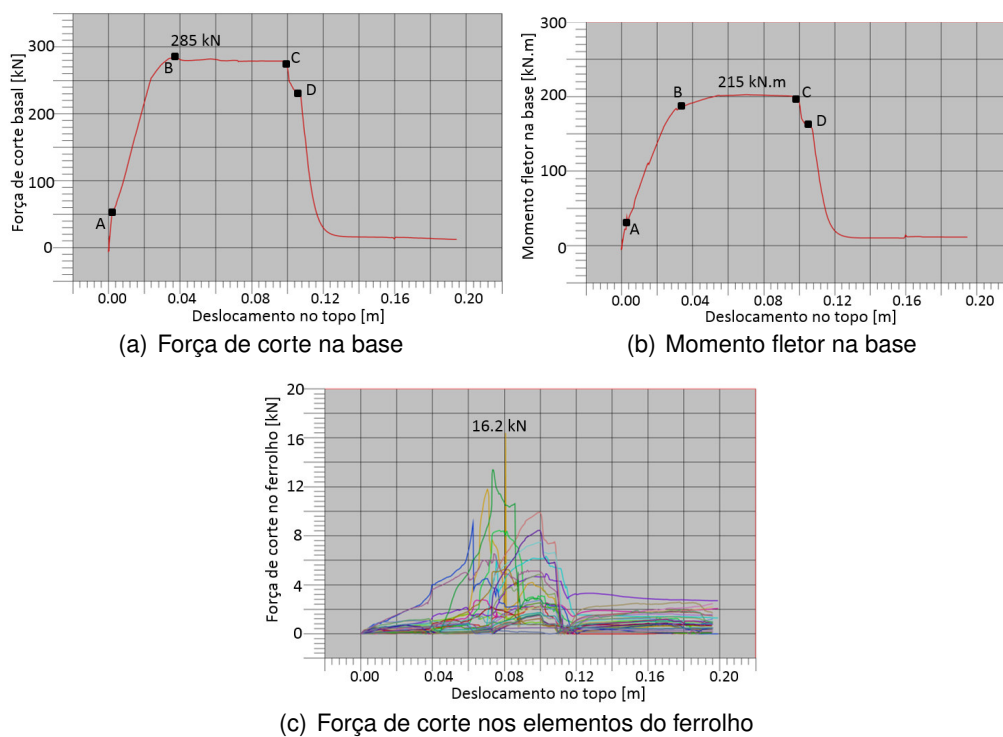 Força de corte basal [kN]
300
200
100
0
285 kN
A
B
C
D
0.00 0.04 0.08 0.12 0.16 0.20
Deslocamento no topo [m]
(a) Força de corte na base
Momento fletor na base [kN.m]
300
200
100
0
215 kN.m
A
B
C
D
0.00 0.04 0.08 0.12 0.16 0.20
Deslocamento no topo [m]
(b) Momento fletor na base
Força de corte no ferrolho [kN]
20
16
12
8
4
0
16.2 kN
0.00 0.04 0.08 0.12 0.16 0.20
Deslocamento no topo [m]
(c) Força de corte nos elementos do ferrolho